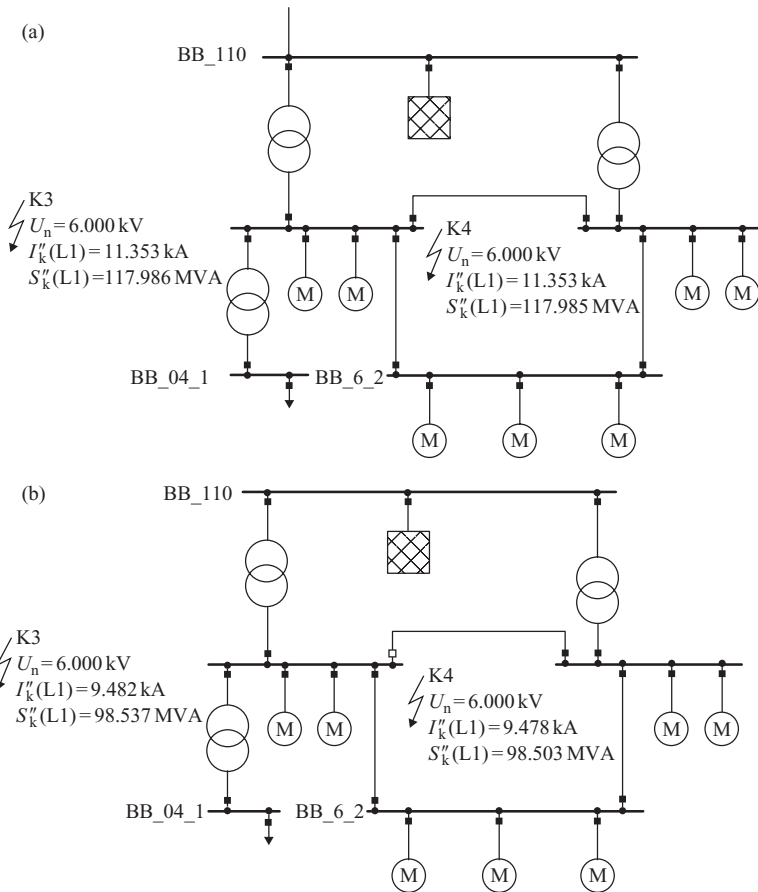 (a)
BB_110
K3
Uₙ = 6.000 kV
I″ₖ(L1) = 11.353 kA
S″ₖ(L1) = 117.986 MVA
K4
Uₙ = 6.000 kV
I″ₖ(L1) = 11.353 kA
S″ₖ(L1) = 117.985 MVA
M
M
M
M
BB_04_1
BB_6_2
M
M
M
(b)
BB_110
K3
Uₙ = 6.000 kV
I″ₖ(L1) = 9.482 kA
S″ₖ(L1) = 98.537 MVA
K4
Uₙ = 6.000 kV
I″ₖ(L1) = 9.478 kA
S″ₖ(L1) = 98.503 MVA
M
M
M
M
BB_04_1
BB_6_2
M
M
M